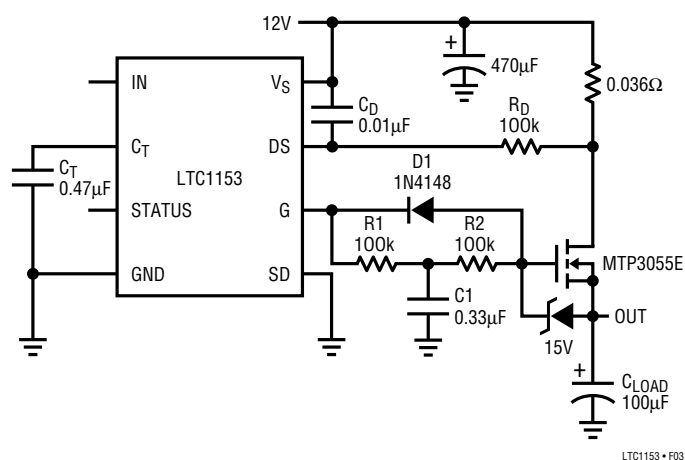 12V
+
470µF
0.036Ω
IN
VS
CD
0.01µF
RD
100k
CT
DS
CT
0.47µF
LTC1153
D1
1N4148
STATUS
G
R1
100k
R2
100k
MTP3055E
GND
SD
C1
0.33µF
15V
OUT
+
CLOAD
100µF
LTC1153 • F03